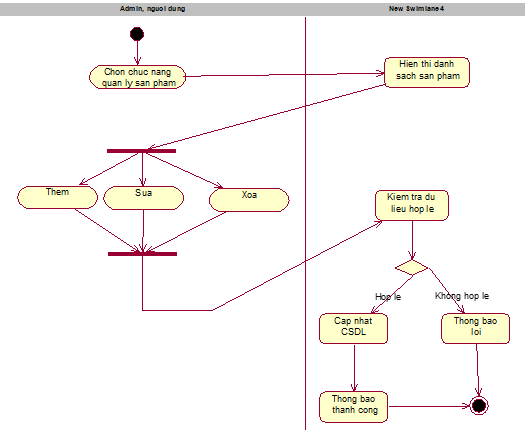 Admin, nguoi dung
New Swimlane4
Chon chuc nang
quan ly san pham
Hien thi danh
sach san pham
Them
Sua
Xoa
Kiem tra du
lieu hop le
Hop le
Khong hop le
Cap nhat
CSDL
Thong bao
loi
Thong bao
thanh cong